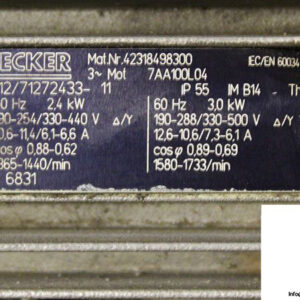 ECKER Mat.Nr.42318498300 IEC/EN 60034
12/71272433- 11 3~ Mot 7AA100L04 IP 55 IM B14 Th
0 Hz 2,4 kW 60 Hz 3,0 kW
90-254/330-440 V Δ/Y 190-288/330-500 V Δ/Y
0,6-11,4/6,1-6,6 A 12,6-10,6/7,3-6,1 A
cos φ 0,88-0,62 cos φ 0,89-0,69
365-1440/min 1580-1733/min
6831